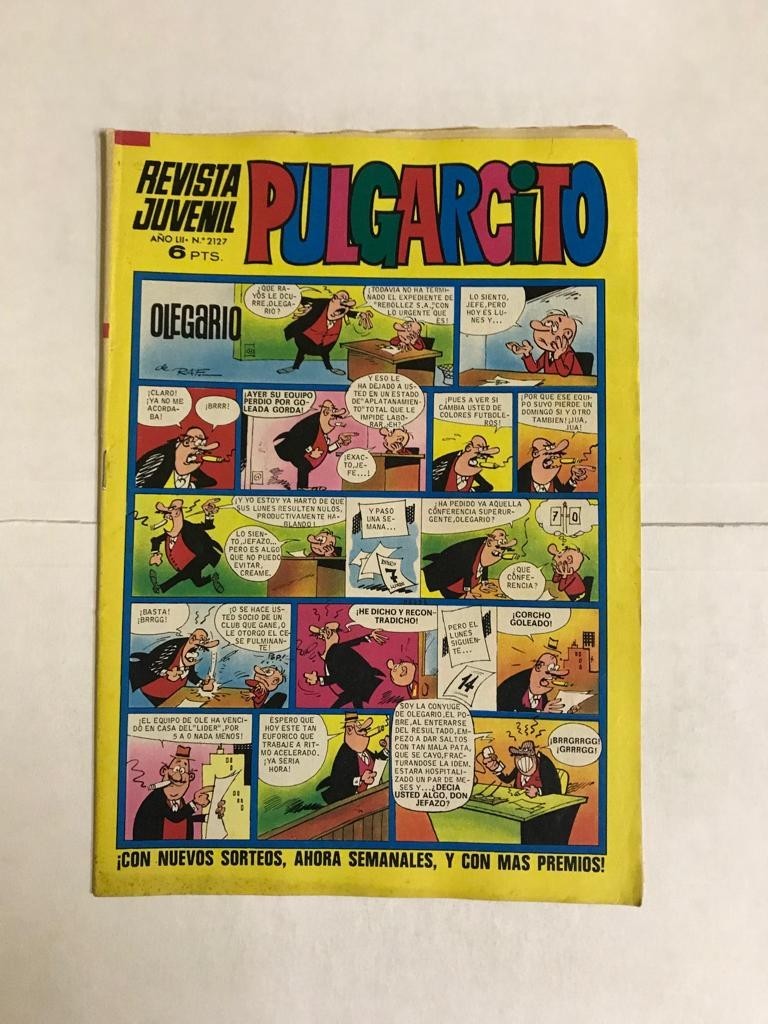 REVISTA
JUVENIL
AÑO LII• N.º 2127
6 PTS.
PULGARCITO
OLEGARIO
de RAF
¿QUE RA-
YOS LE OCU-
RRE,OLEGA-
RIO?
¡TODAVIA NO HA TERMI-
NADO EL EXPEDIENTE DE
"REBOLLEZ S.A."CON
LO URGENTE QUE
ES!
LO SIENTO,
JEFE,PERO
HOY ES LU-
NES Y...
¡CLARO!
¡YA NO ME
ACORDA-
BA!
¡BRRR!
¡AYER SU EQUIPO
PERDIO POR GO-
LEADA GORDA!
Y ESO LE
HA DEJADO A US-
TED EN UN ESTADO
DE"APLATANAMIEN-
TO"TOTAL QUE LE
IMPIDE LABO-
RAR,¿EH?
¡EXAC-
TO,JE-
FE...!
¡PUES A VER SI
CAMBIA USTED DE
COLORES FUTBOLE-
ROS!
¡PORQUE ESE EQUI-
PO SUYO PIERDE UN
DOMINGO SI Y OTRO
TAMBIEN!¡JUA,
JUA!
¡Y YO ESTOY YA HARTO DE QUE
SUS LUNES RESULTEN NULOS,
PRODUCTIVAMENTE HA-
BLANDO!
LO SIEN-
TO,JEFAZO...
PERO ES ALGO
QUE NO PUEDO
EVITAR,
CREAME.
Y PASO
UNA SE-
MANA...
7
LUNES
¿HA PEDIDO YA AQUELLA
CONFERENCIA SUPERUR-
GENTE,OLEGARIO?
7-0
¿QUE
CONFE-
RENCIA?
¡BASTA!
¡BRRGG!
¡O SE HACE US-
TED SOCIO DE UN
CLUB QUE GANE,O
LE OTORGO EL CE-
SE FULMINAN-
TE!
¡HE DICHO Y RECON-
TRADICHO!
PERO EL
LUNES
SIGUIEN-
TE...
14
¡CORCHO
GOLEADO!
¡EL EQUIPO DE OLE HA VENCI-
DO EN CASA DEL"LIDER",POR
5 A 0 NADA MENOS!
ESPERO QUE
HOY ESTE TAN
EUFORICO QUE
TRABAJE A RIT-
MO ACELERADO.
¡YA SERIA
HORA!
SOY LA CONYUGE
DE OLEGARIO.EL PO-
BRE,AL ENTERARSE
DEL RESULTADO,EM-
PEZO A DAR SALTOS
CON TAN MALA PATA,
QUE SE CAYO,FRAC-
TURANDOSE LA IDEM.
ESTARA HOSPITALI-
ZADO UN PAR DE ME-
SES Y...¿DECIA
USTED ALGO, DON
JEFAZO?
¡BRRGRRGG!
¡GRRRGG!
¡CON NUEVOS SORTEOS, AHORA SEMANALES, Y CON MAS PREMIOS!